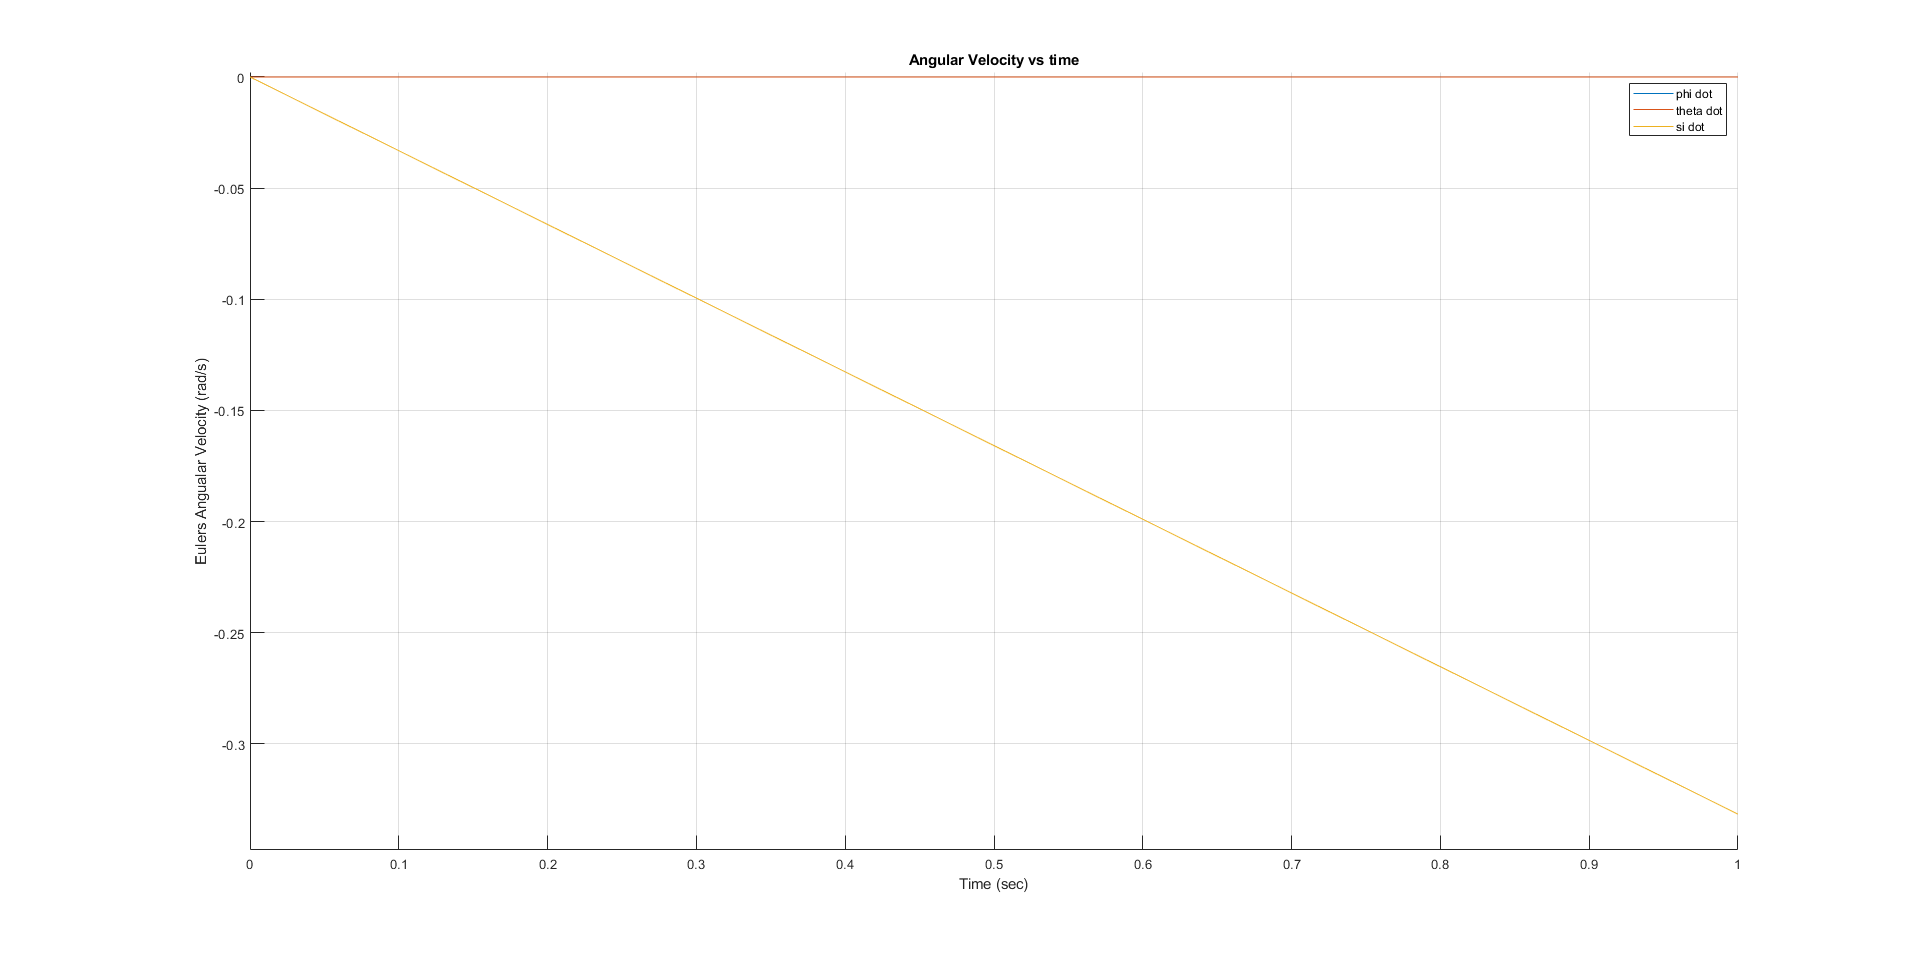 Angular Velocity vs time
0
-0.05
-0.1
-0.15
-0.2
-0.25
-0.3
Eulers Angualar Velocity (rad/s)
phi dot
theta dot
si dot
0 0.1 0.2 0.3 0.4 0.5 0.6 0.7 0.8 0.9 1
Time (sec)